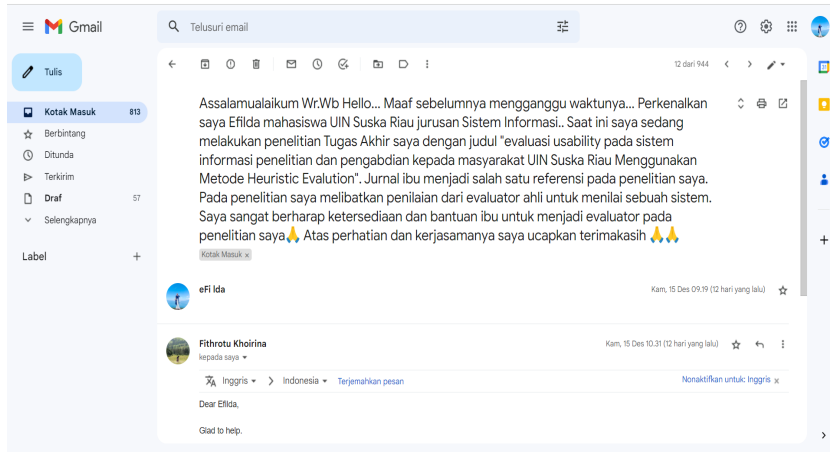 Gmail
Telusuri email
Tulis
12 dari 944
Kotak Masuk 813
Berbintang
Ditunda
Terkirim
Draf 57
Selengkapnya
Label
Assalamualaikum Wr.Wb Hello... Maaf sebelumnya mengganggu waktunya... Perkenalkan
saya Efilda mahasiswa UIN Suska Riau jurusan Sistem Informasi.. Saat ini saya sedang
melakukan penelitian Tugas Akhir saya dengan judul "evaluasi usability pada sistem
informasi penelitian dan pengabdian kepada masyarakat UIN Suska Riau Menggunakan
Metode Heuristic Evalution". Jurnal ibu menjadi salah satu referensi pada penelitian saya.
Pada penelitian saya melibatkan penilaian dari evaluator ahli untuk menilai sebuah sistem.
Saya sangat berharap ketersediaan dan bantuan ibu untuk menjadi evaluator pada
penelitian saya🙏 Atas perhatian dan kerjasamanya saya ucapkan terimakasih 🙏🙏
Kotak Masuk x
eFi lda
Kam, 15 Des 09.19 (12 hari yang lalu)
Fithrotu Khoirina
Kam, 15 Des 10.31 (12 hari yang lalu)
kepada saya
Inggris > Indonesia Terjemahkan pesan
Nonaktifkan untuk: Inggris x
Dear Efilda,
Glad to help.